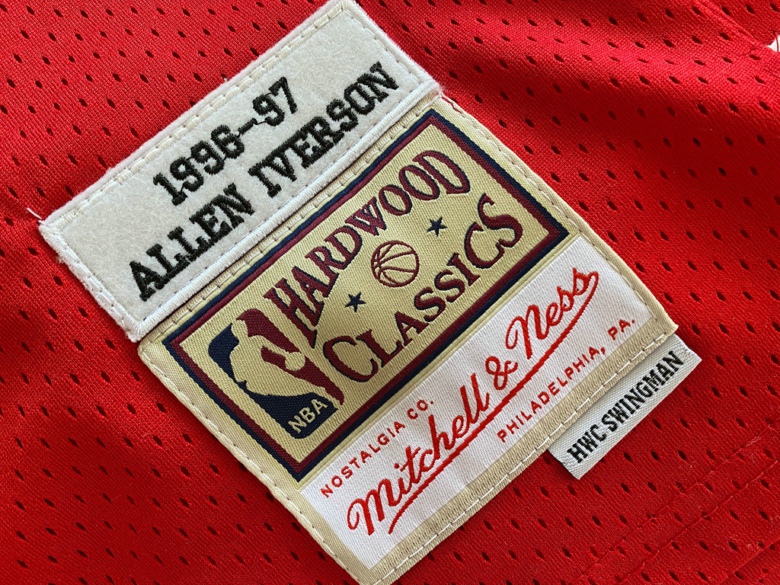 1996-97
ALLEN IVERSON
HARDWOOD
CLASSICS
NBA
Mitchell & Ness
NOSTALGIA CO. PHILADELPHIA, PA.
HWC SWINGMAN